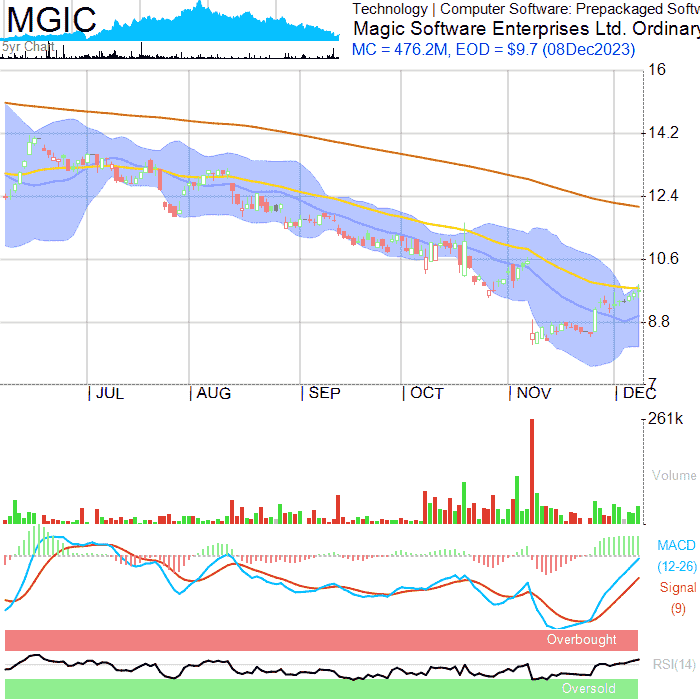 MGIC
5yr Chart
Technology | Computer Software: Prepackaged Softw
Magic Software Enterprises Ltd. Ordinary
MC = 476.2M, EOD = $9.7 (08Dec2023)
16
14.2
12.4
10.6
8.8
7
JUL AUG SEP OCT NOV DEC
261k
Volume
MACD
(12-26)
Signal
(9)
Overbought
RSI(14)
Oversold